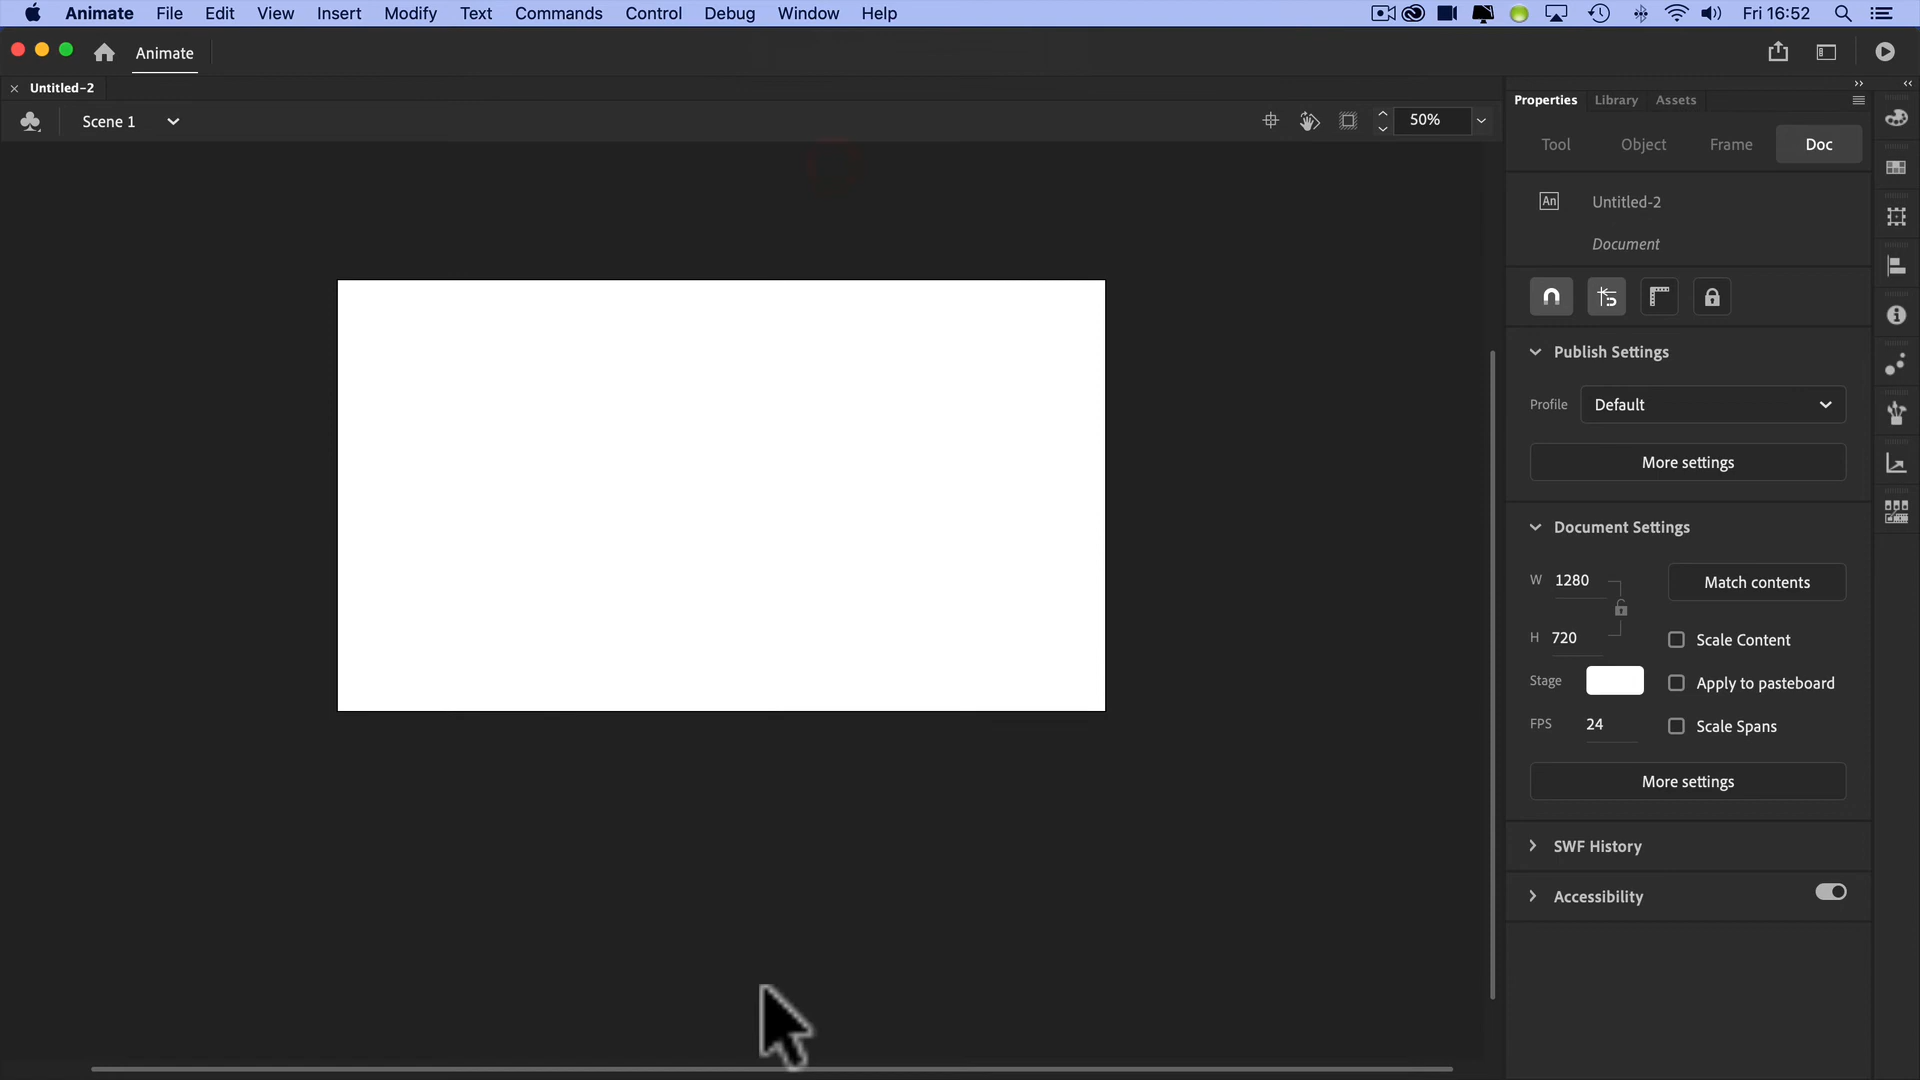 Animate File Edit View Insert Modify Text Commands Control Debug Window Help Fri 16:52
Animate
Untitled-2
Scene 1
50%
Properties Library Assets
Tool Object Frame Doc
An Untitled-2
Document
Publish Settings
Profile Default
More settings
Document Settings
W 1280 Match contents
H 720 Scale Content
Stage Apply to pasteboard
FPS 24 Scale Spans
More settings
SWF History
Accessibility